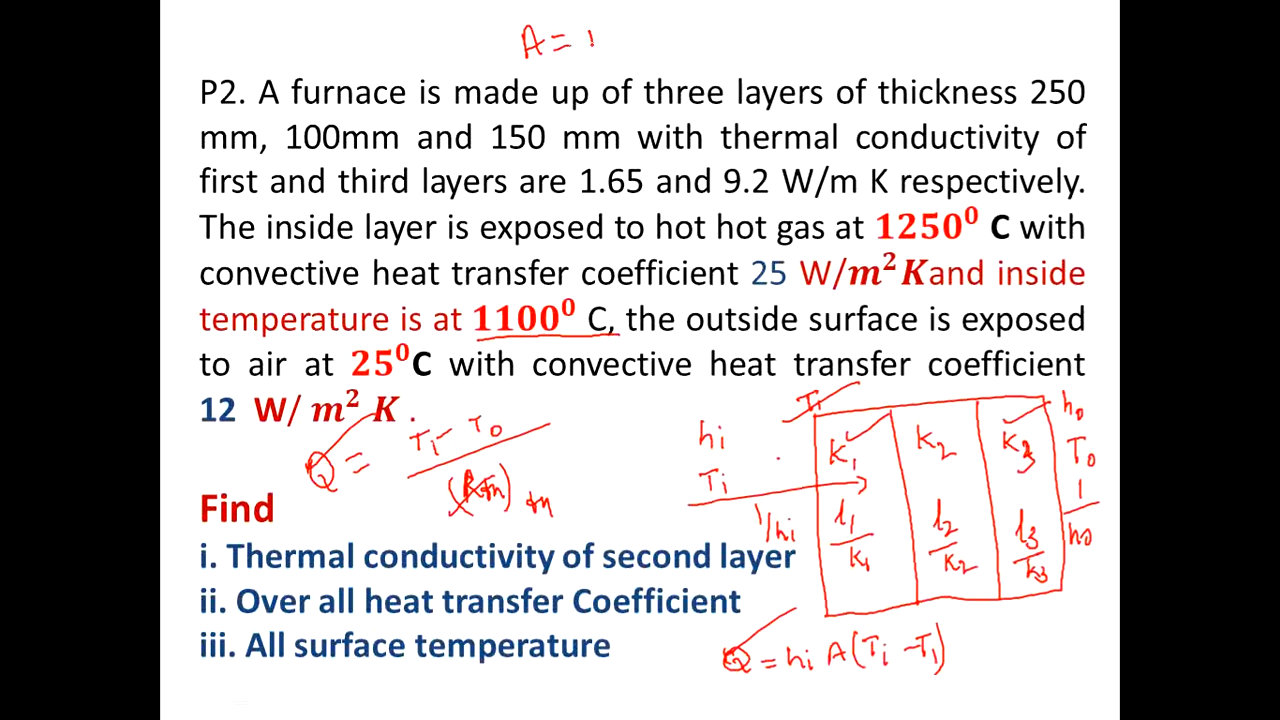 A = 1
P2. A furnace is made up of three layers of thickness 250
mm, 100mm and 150 mm with thermal conductivity of
first and third layers are 1.65 and 9.2 W/m K respectively.
The inside layer is exposed to hot hot gas at 1250⁰ C with
convective heat transfer coefficient 25 W/m²K and inside
temperature is at 1100⁰ C, the outside surface is exposed
to air at 25⁰C with convective heat transfer coefficient
12 W/ m² K .
Q = Ti - To
Find
i. Thermal conductivity of second layer
ii. Over all heat transfer Coefficient
iii. All surface temperature
T1
hi
Ti
1/hi
K1 K2 K3
l1/K1 l2/K2 l3/K3
ho
To
1/ho
Q = hi A (Ti - T1)